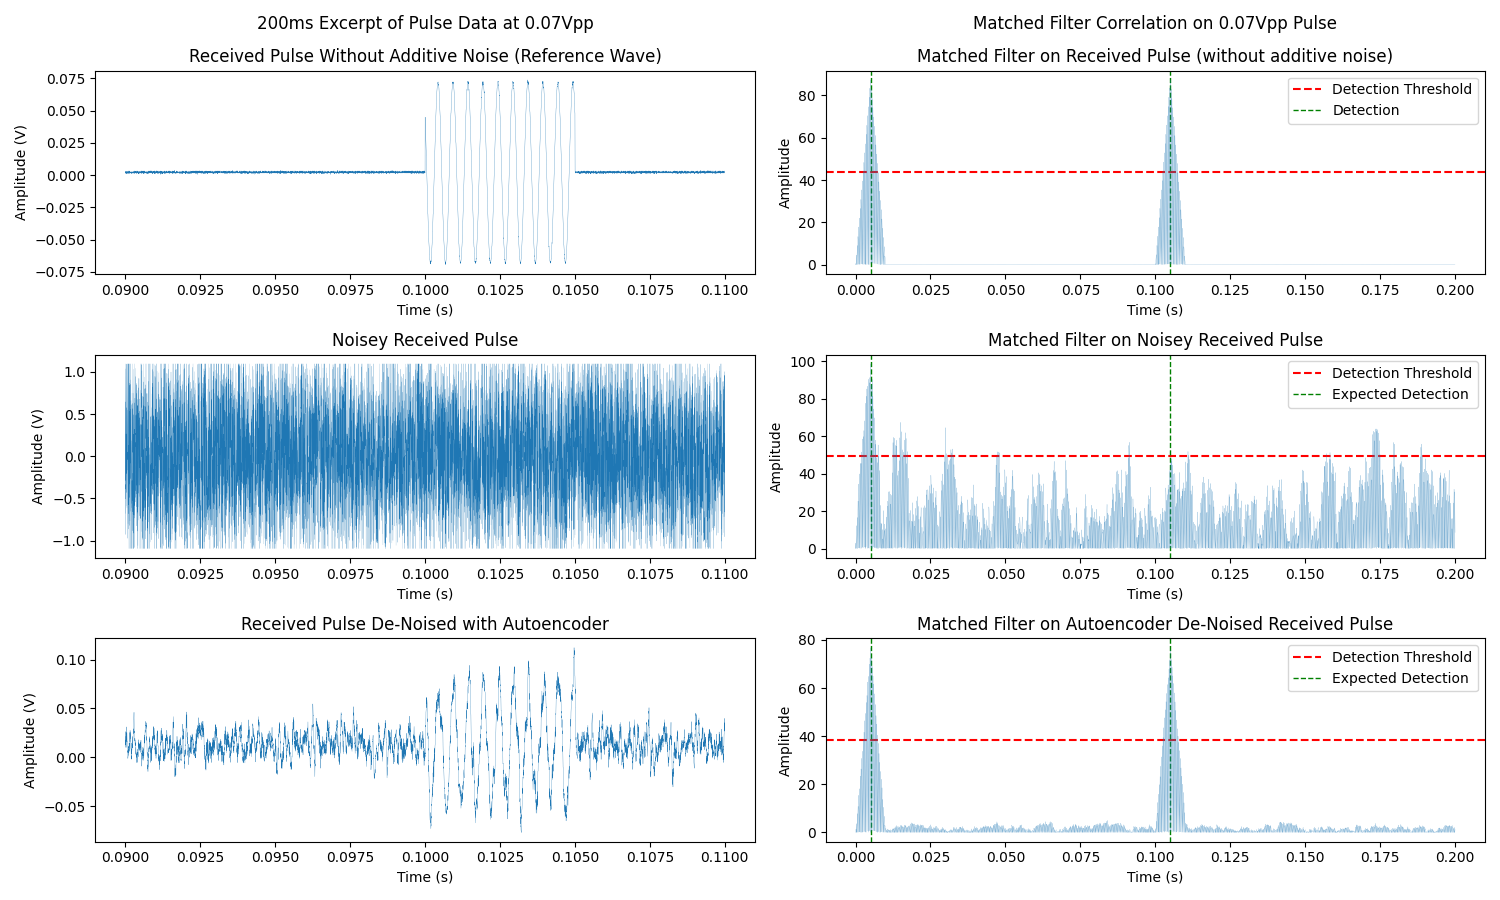 200ms Excerpt of Pulse Data at 0.07Vpp
Received Pulse Without Additive Noise (Reference Wave)
Amplitude (V)
0.075
0.050
0.025
0.000
−0.025
−0.050
−0.075
0.0900 0.0925 0.0950 0.0975 0.1000 0.1025 0.1050 0.1075 0.1100
Time (s)
Matched Filter Correlation on 0.07Vpp Pulse
Matched Filter on Received Pulse (without additive noise)
Amplitude
80
60
40
20
0
Detection Threshold
Detection
0.000 0.025 0.050 0.075 0.100 0.125 0.150 0.175 0.200
Time (s)
Noisey Received Pulse
Amplitude (V)
1.0
0.5
0.0
−0.5
−1.0
0.0900 0.0925 0.0950 0.0975 0.1000 0.1025 0.1050 0.1075 0.1100
Time (s)
Matched Filter on Noisey Received Pulse
Amplitude
100
80
60
40
20
0
Detection Threshold
Expected Detection
0.000 0.025 0.050 0.075 0.100 0.125 0.150 0.175 0.200
Time (s)
Received Pulse De-Noised with Autoencoder
Amplitude (V)
0.10
0.05
0.00
−0.05
0.0900 0.0925 0.0950 0.0975 0.1000 0.1025 0.1050 0.1075 0.1100
Time (s)
Matched Filter on Autoencoder De-Noised Received Pulse
Amplitude
80
60
40
20
0
Detection Threshold
Expected Detection
0.000 0.025 0.050 0.075 0.100 0.125 0.150 0.175 0.200
Time (s)